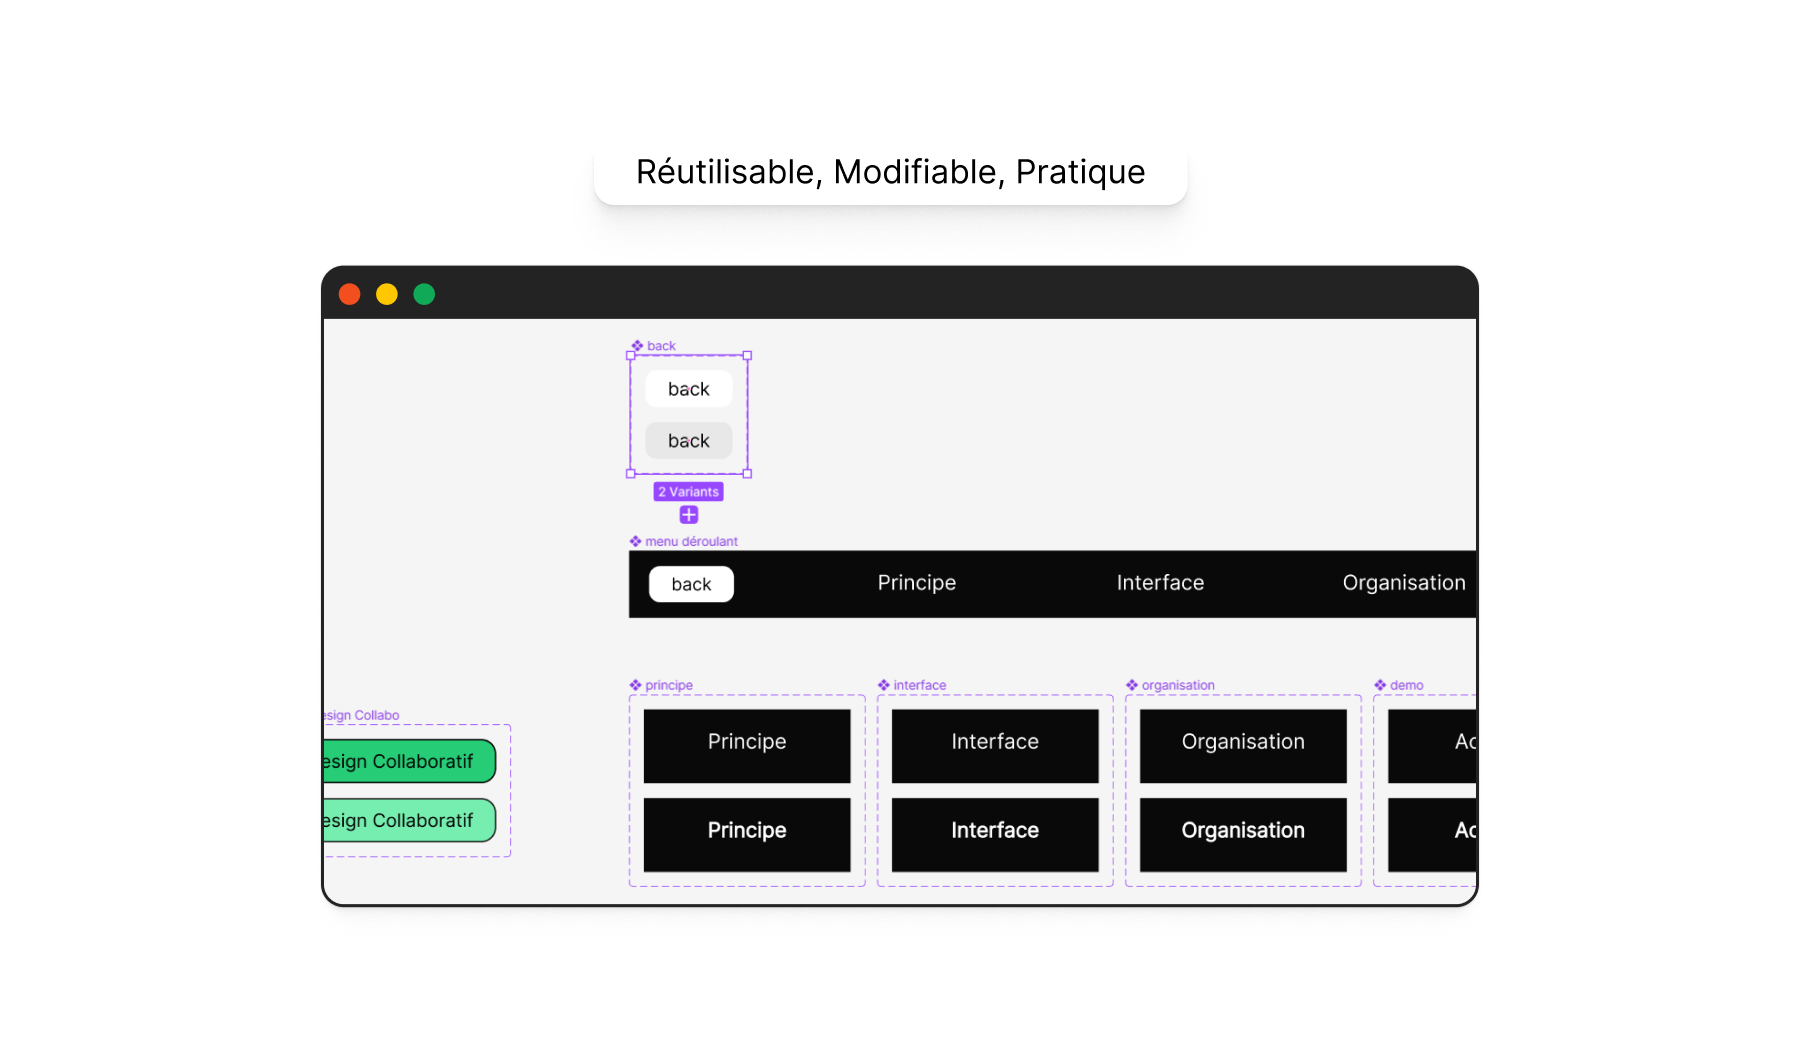 Réutilisable, Modifiable, Pratique
back
back
back
2 Variants
menu déroulant
back Principe Interface Organisation
principe interface organisation demo
esign Collabo
Principe Interface Organisation Ac
esign Collaboratif
esign Collaboratif
Principe Interface Organisation Ac